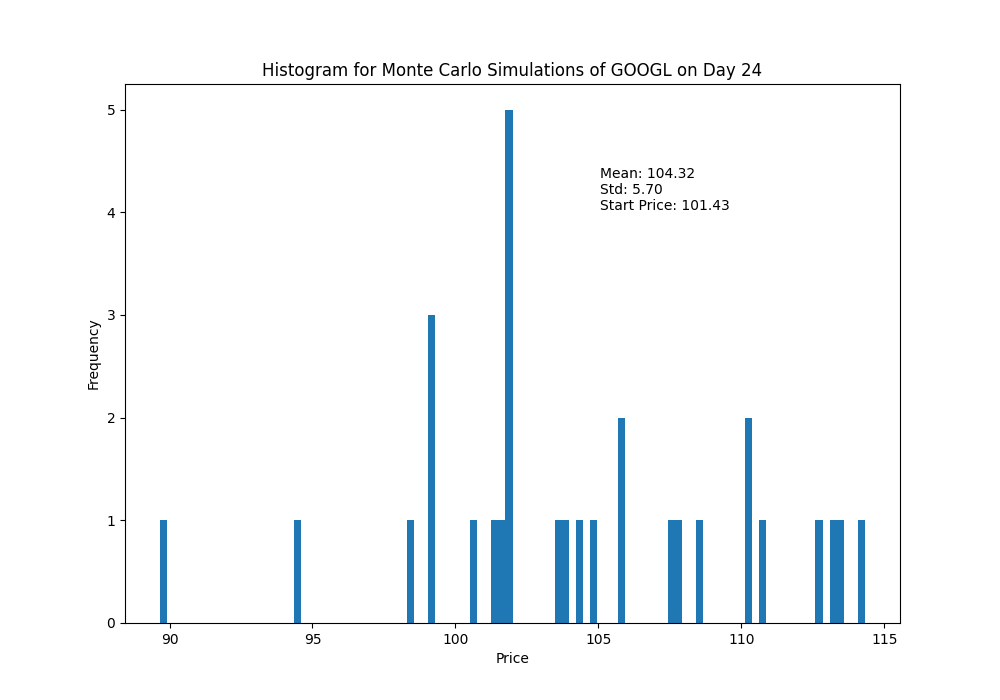 Histogram for Monte Carlo Simulations of GOOGL on Day 24
5
4
3
2
1
0
Frequency
Mean: 104.32
Std: 5.70
Start Price: 101.43
90 95 100 105 110 115
Price